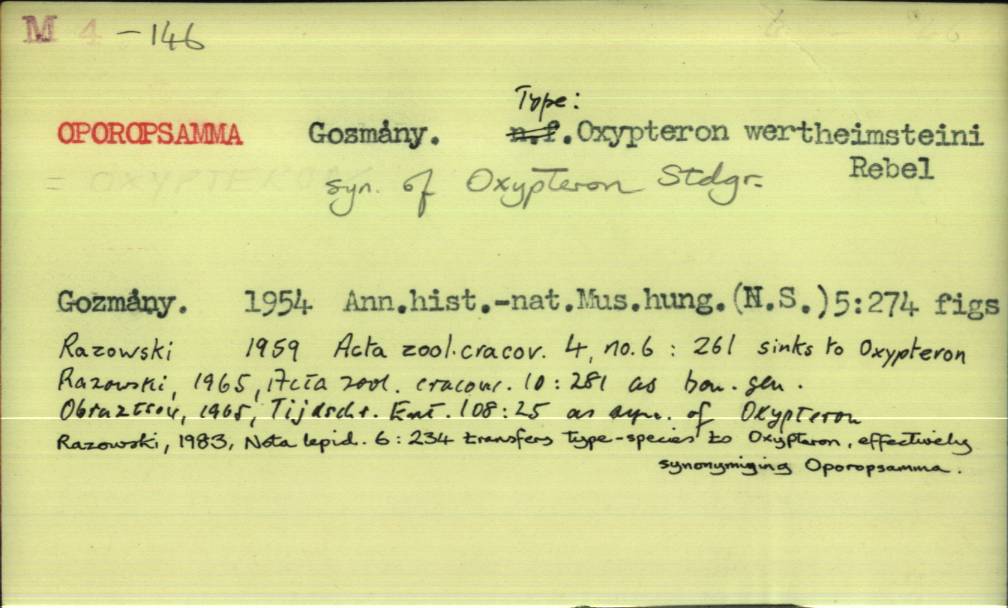 M 4 - 146
Type:
OPOROPSAMMA Gozmány. n.f. Oxypteron wertheimsteini
Rebel
= OXYPTERON
syn. of Oxypteron Stdgr.
Gozmány. 1954 Ann.hist.-nat.Mus.hung.(N.S.)5:274 figs
Razowski 1959 Acta zool. cracov. 4, no.6 : 261 sinks to Oxypteron
Razowski, 1965, Acta zool. cracov. 10 : 281 as bon. gen.
Obraztsov, 1965, Tijdschr. Ent. 108 : 25 as syn. of Oxypteron
Razowski, 1983, Nota lepid. 6 : 234 transfers type-species to Oxypteron, effectively
synonymizing Oporopsamma.